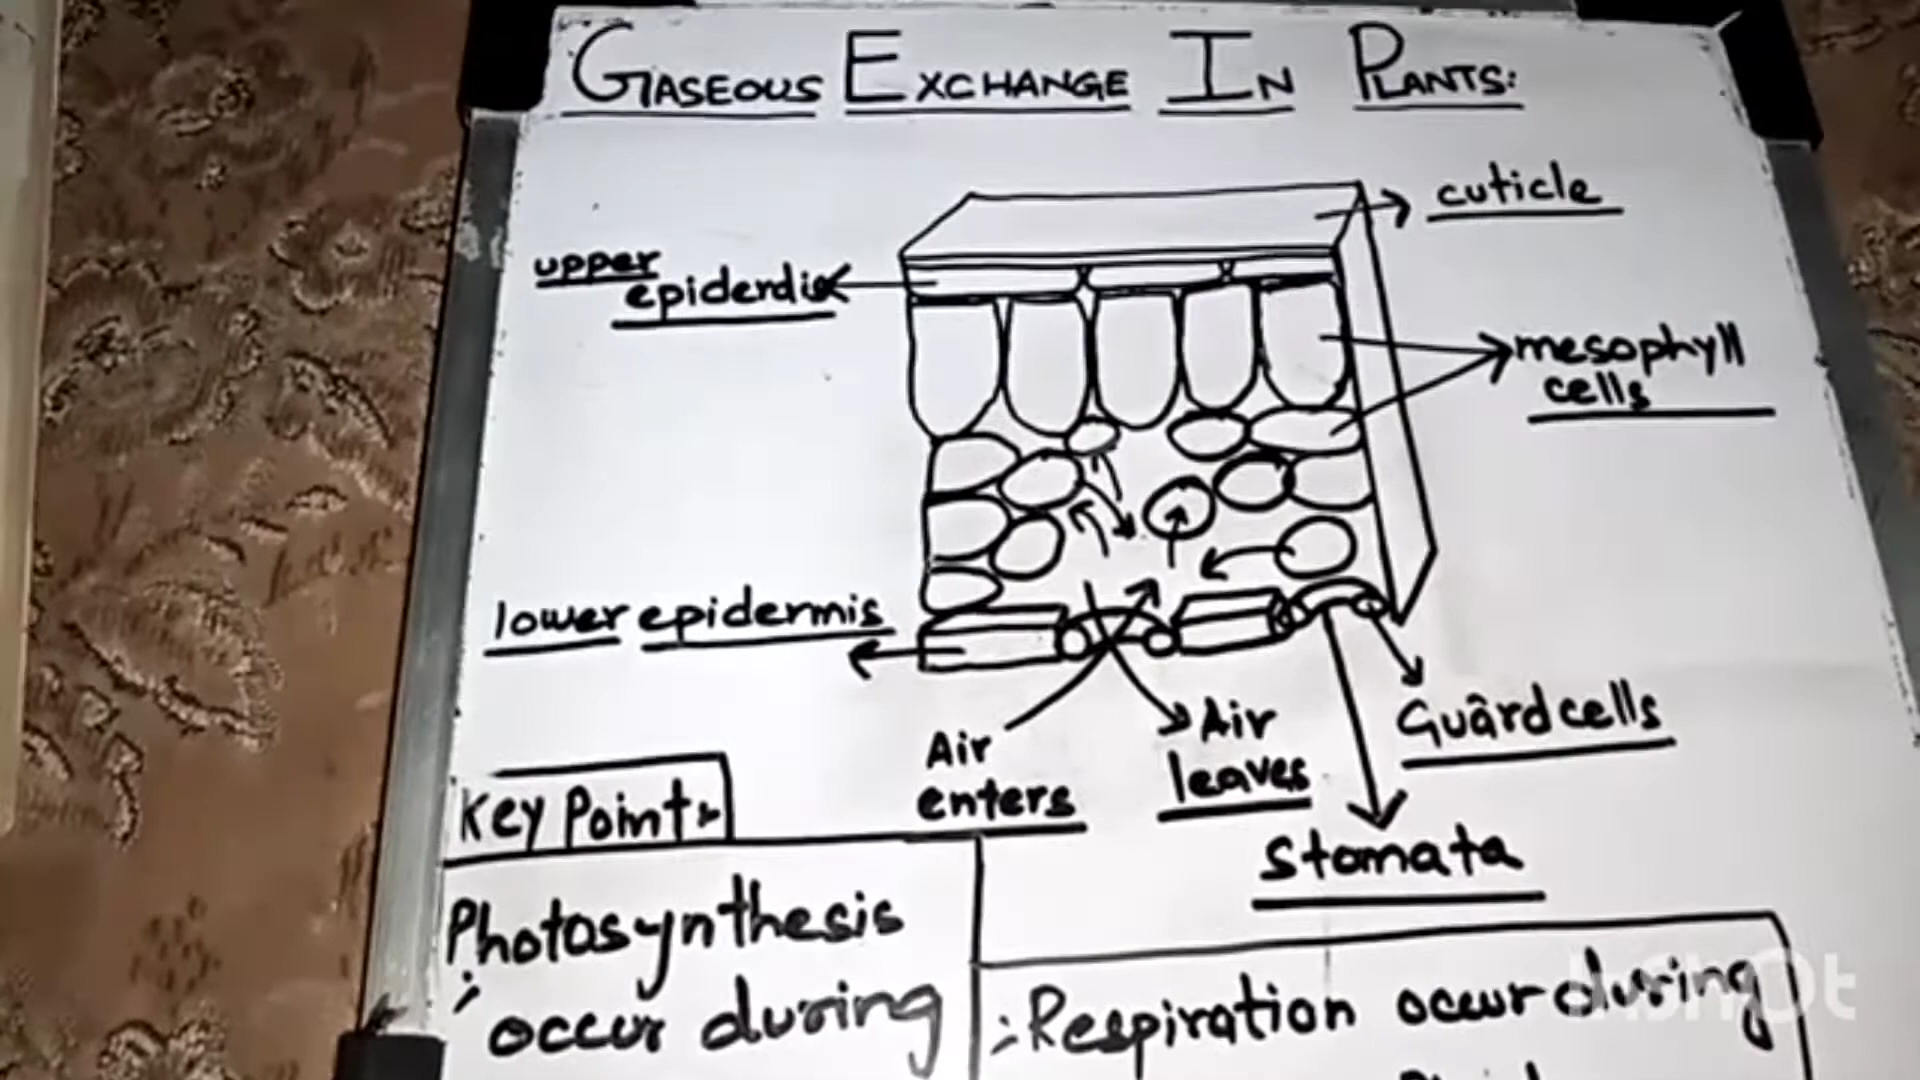 GASEOUS EXCHANGE IN PLANTS:
cuticle
upper
epiderdis
mesophyll
cells
lower epidermis
Guardcells
Air
enters
Air
leaves
Stomata
Key Point:-
Photosynthesis
occur during
:- Respiration occur during
InShOt